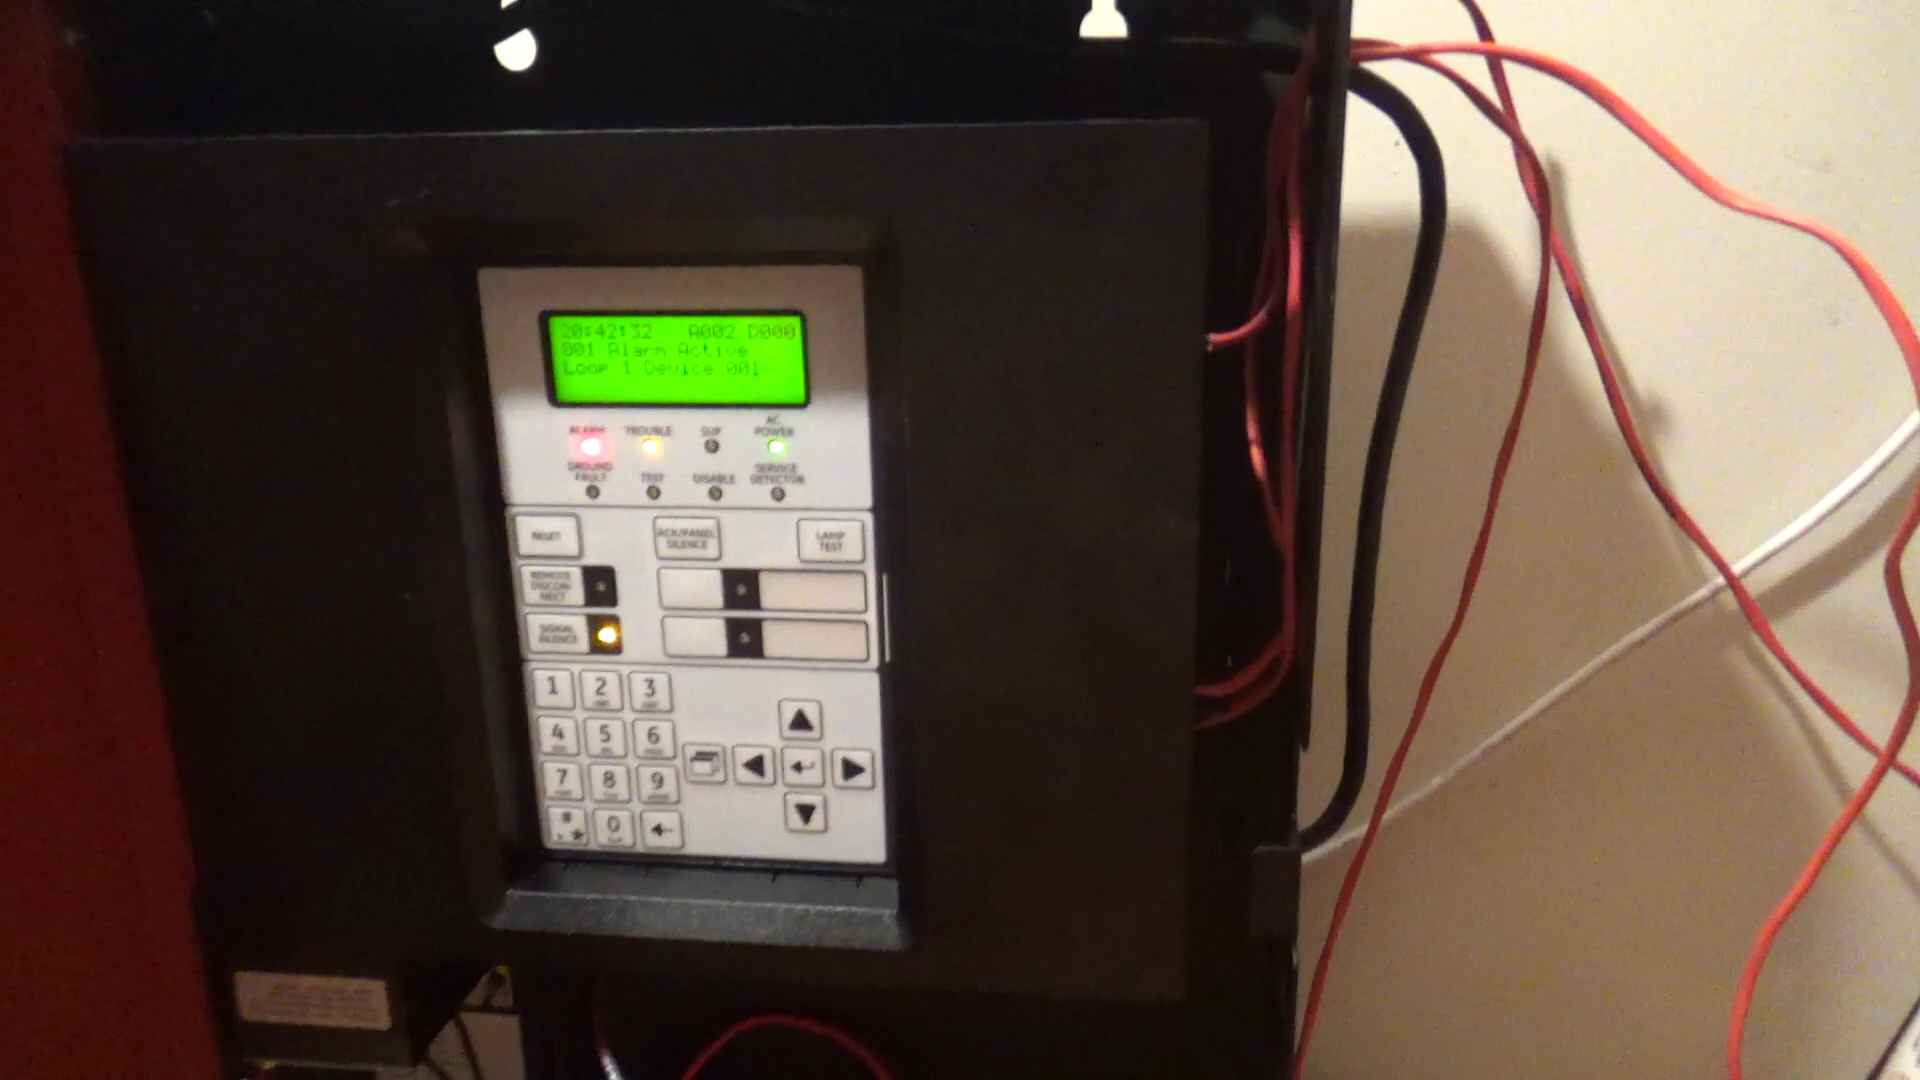 20:42:32 A002 D000
001 Alarm Active
Loop 1 Device 001
ALARM TROUBLE SUP AC POWER
GROUND FAULT TEST DISABLE SERVICE DETECTOR
RESET ACK/PANEL SILENCE LAMP TEST
REMOTE DISCON-NECT
SIGNAL SILENCE
1 2 3
4 5 6
7 8 9
# * 0